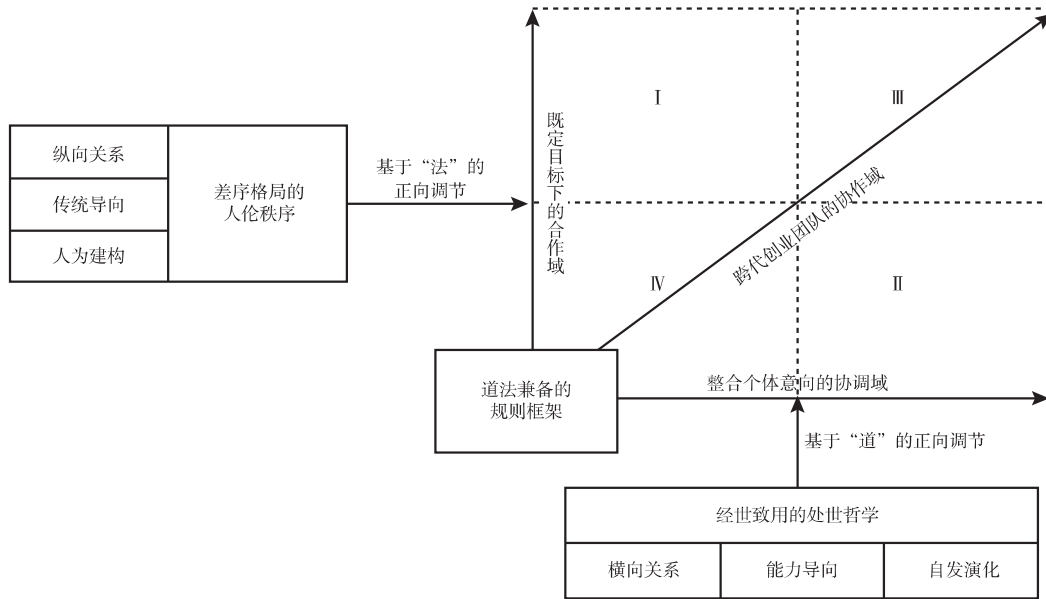 纵向关系
传统导向
人为建构
差序格局的
人伦秩序
基于“法”的
正向调节
既定目标下的合作域
Ⅰ
Ⅲ
跨代创业团队的协作域
Ⅳ
Ⅱ
道法兼备的
规则框架
整合个体意向的协调域
基于“道”的正向调节
经世致用的处世哲学
横向关系
能力导向
自发演化